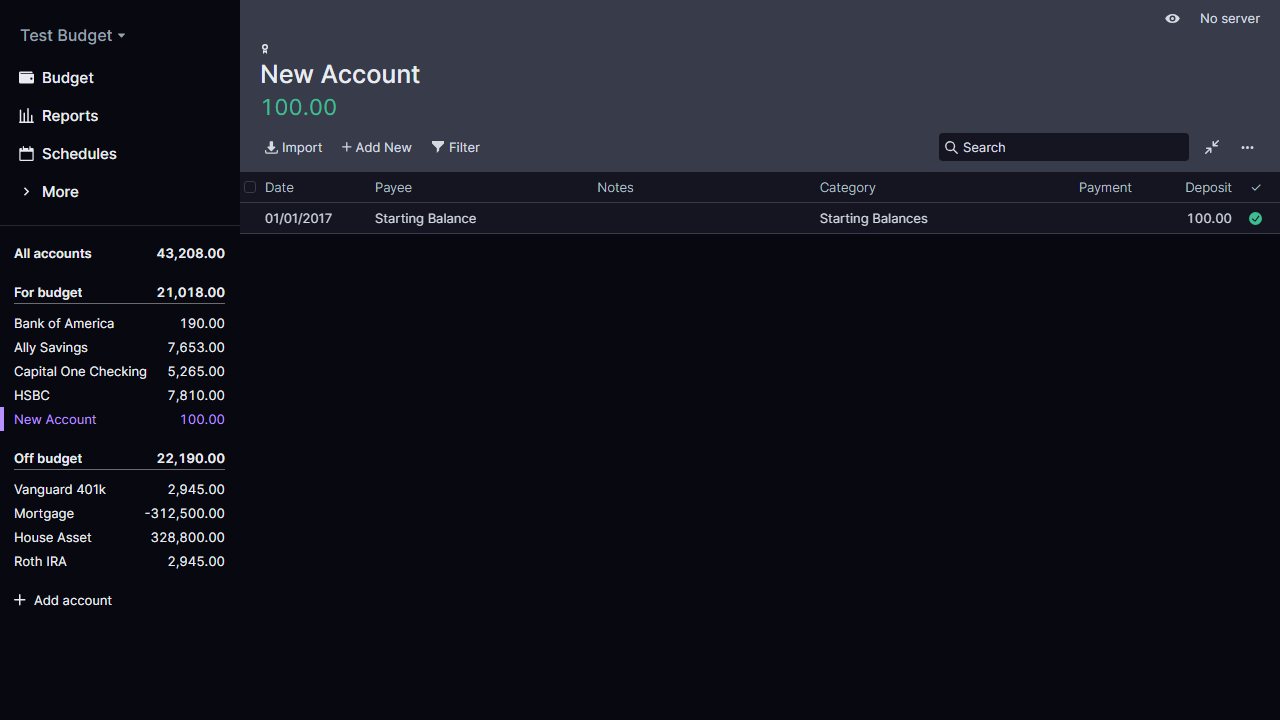 Test Budget
Budget
Reports
Schedules
More
All accounts 43,208.00
For budget 21,018.00
Bank of America 190.00
Ally Savings 7,653.00
Capital One Checking 5,265.00
HSBC 7,810.00
New Account 100.00
Off budget 22,190.00
Vanguard 401k 2,945.00
Mortgage -312,500.00
House Asset 328,800.00
Roth IRA 2,945.00
Add account
No server
New Account
100.00
Import Add New Filter Search
Date Payee Notes Category Payment Deposit
01/01/2017 Starting Balance Starting Balances 100.00